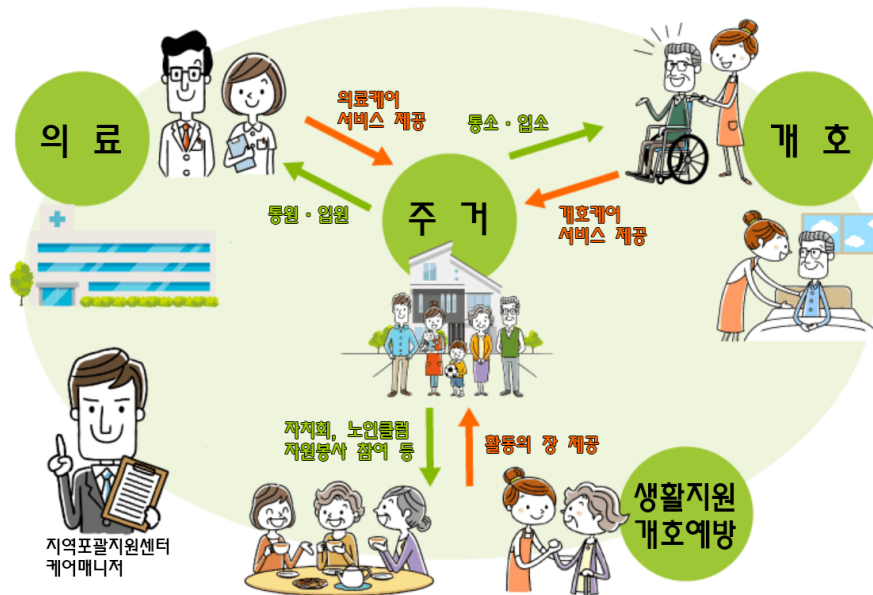 의료
의료케어
서비스 제공
통소 · 입소
개호
통원 · 입원
주거
개호케어
서비스 제공
자치회, 노인클럽
자원봉사 참여 등
활동의 장 제공
생활지원
개호예방
지역포괄지원센터
케어매니저